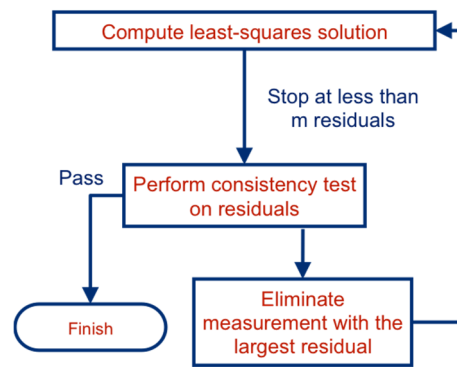 Compute least-squares solution
Stop at less than
m residuals
Pass
Perform consistency test
on residuals
Eliminate
measurement with the
largest residual
Finish